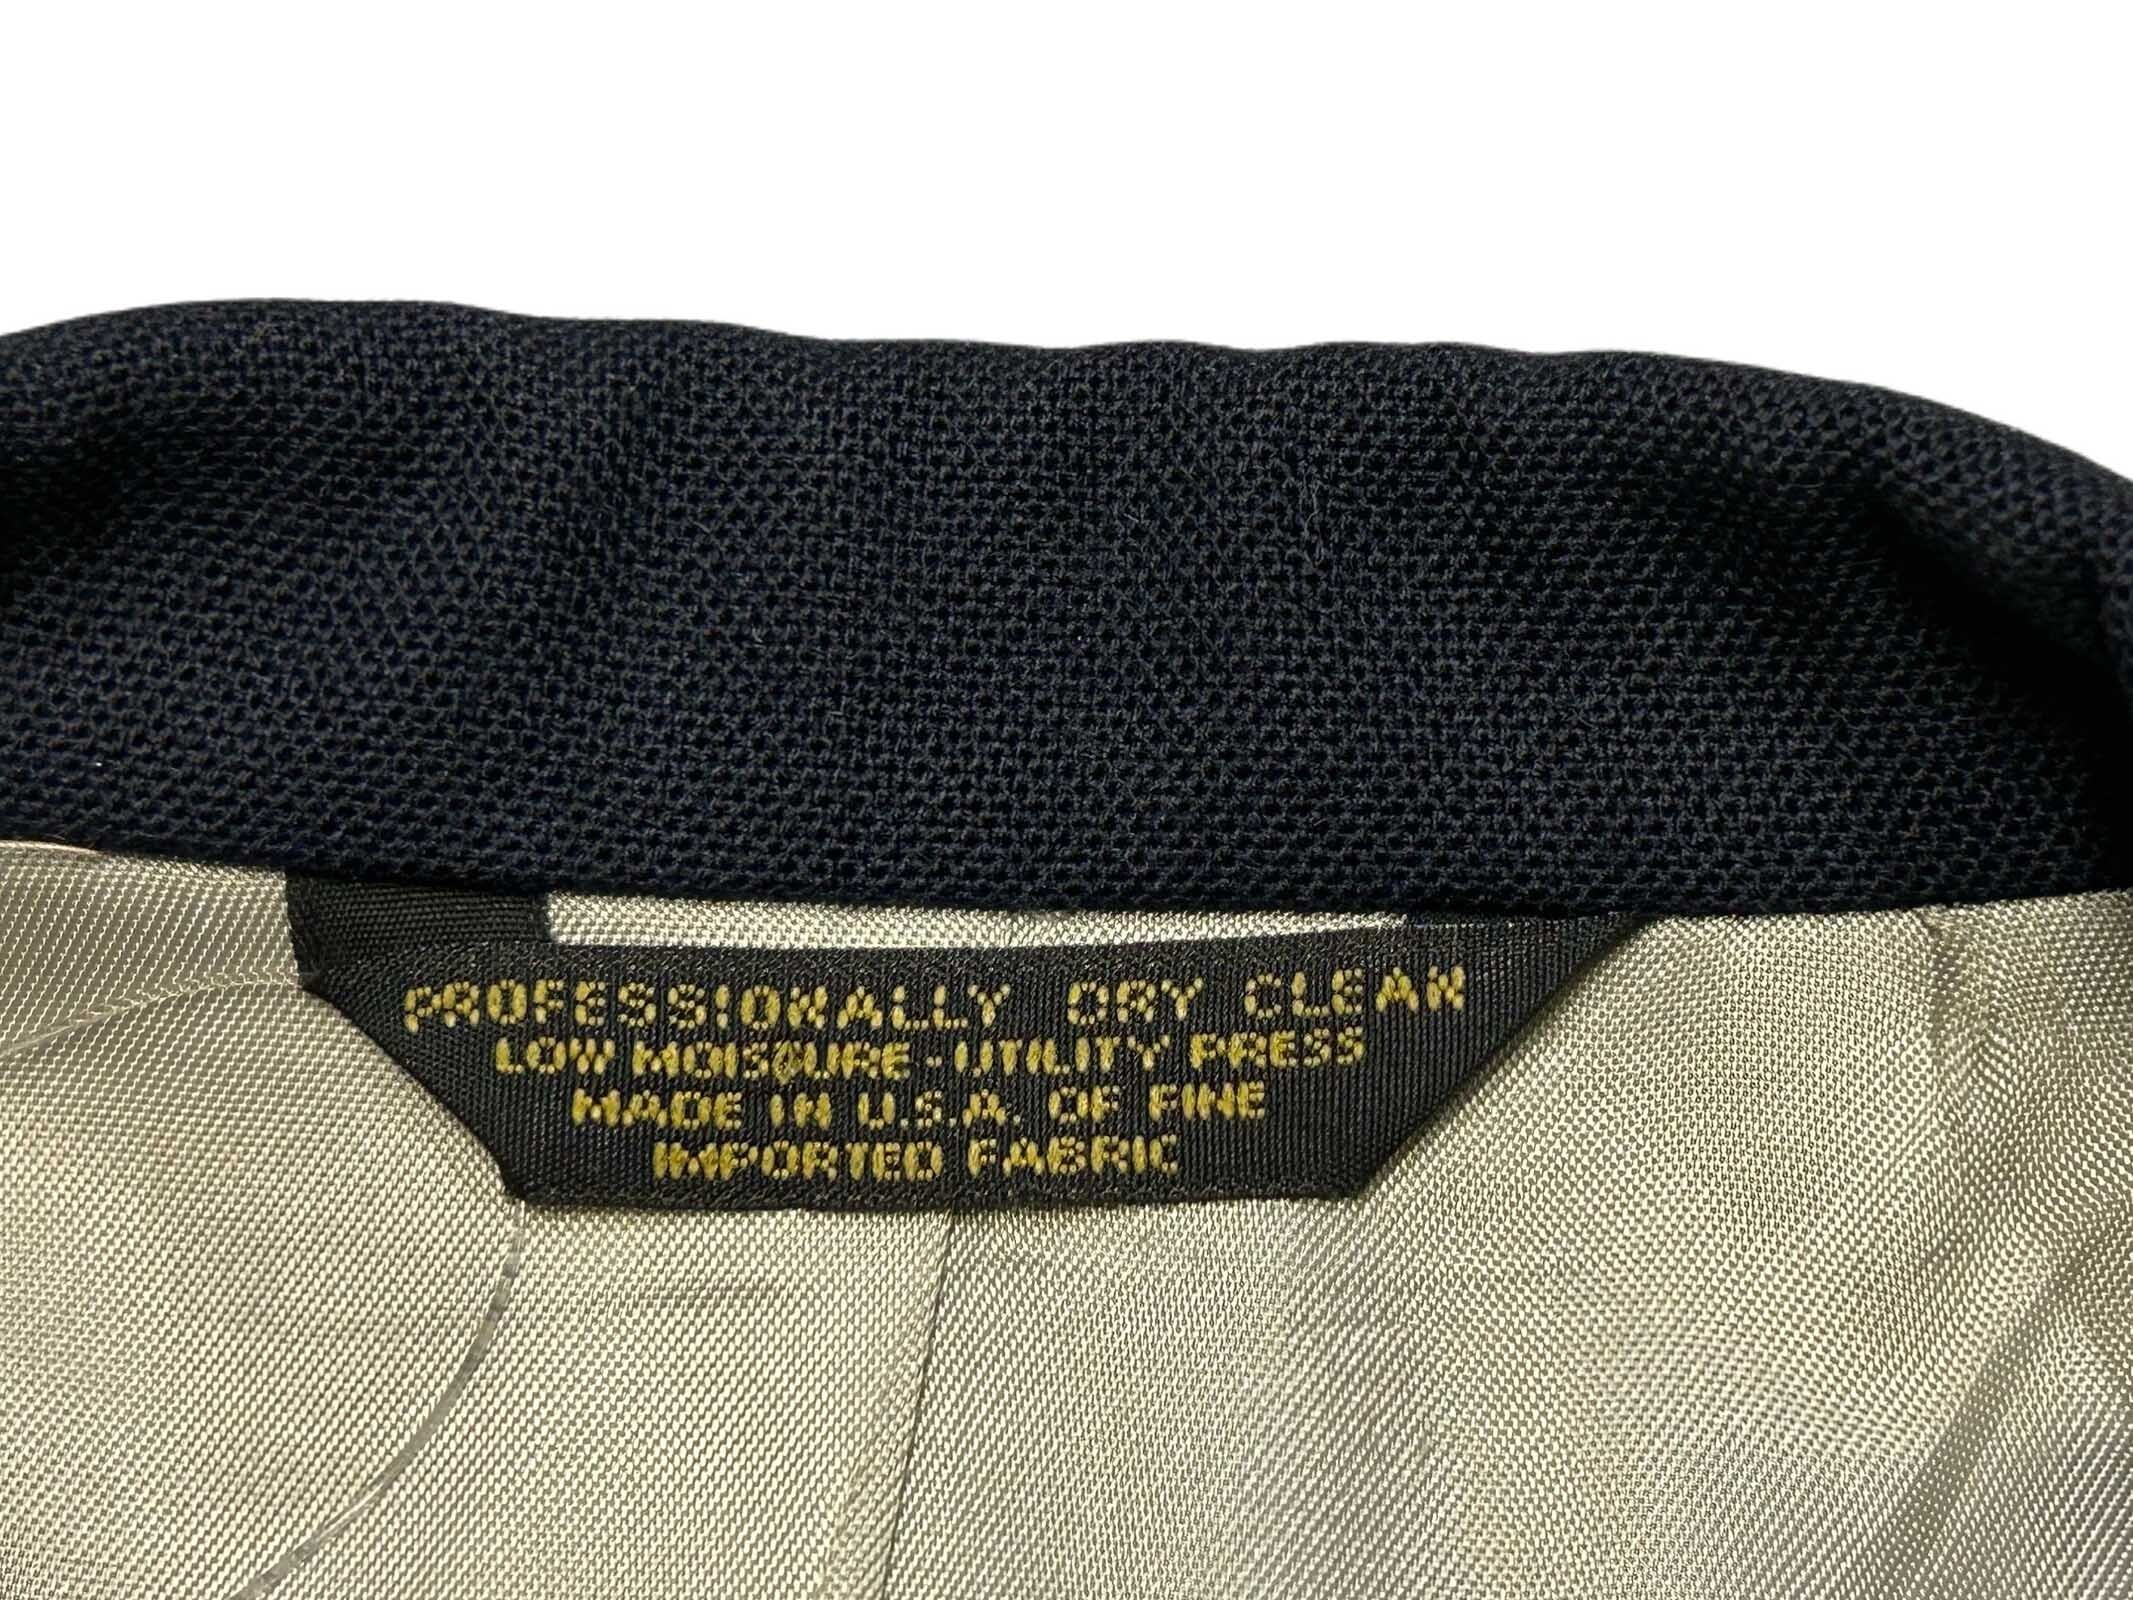 PROFESSIONALLY DRY CLEAN
LOW MOISTURE - UTILITY PRESS
MADE IN U.S.A. OF FINE
IMPORTED FABRIC